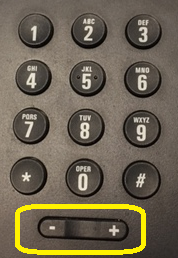 1 ABC 2 DEF 3
GHI 4 JKL 5 MNO 6
PQRS 7 TUV 8 WXYZ 9
* OPER 0 #
- +